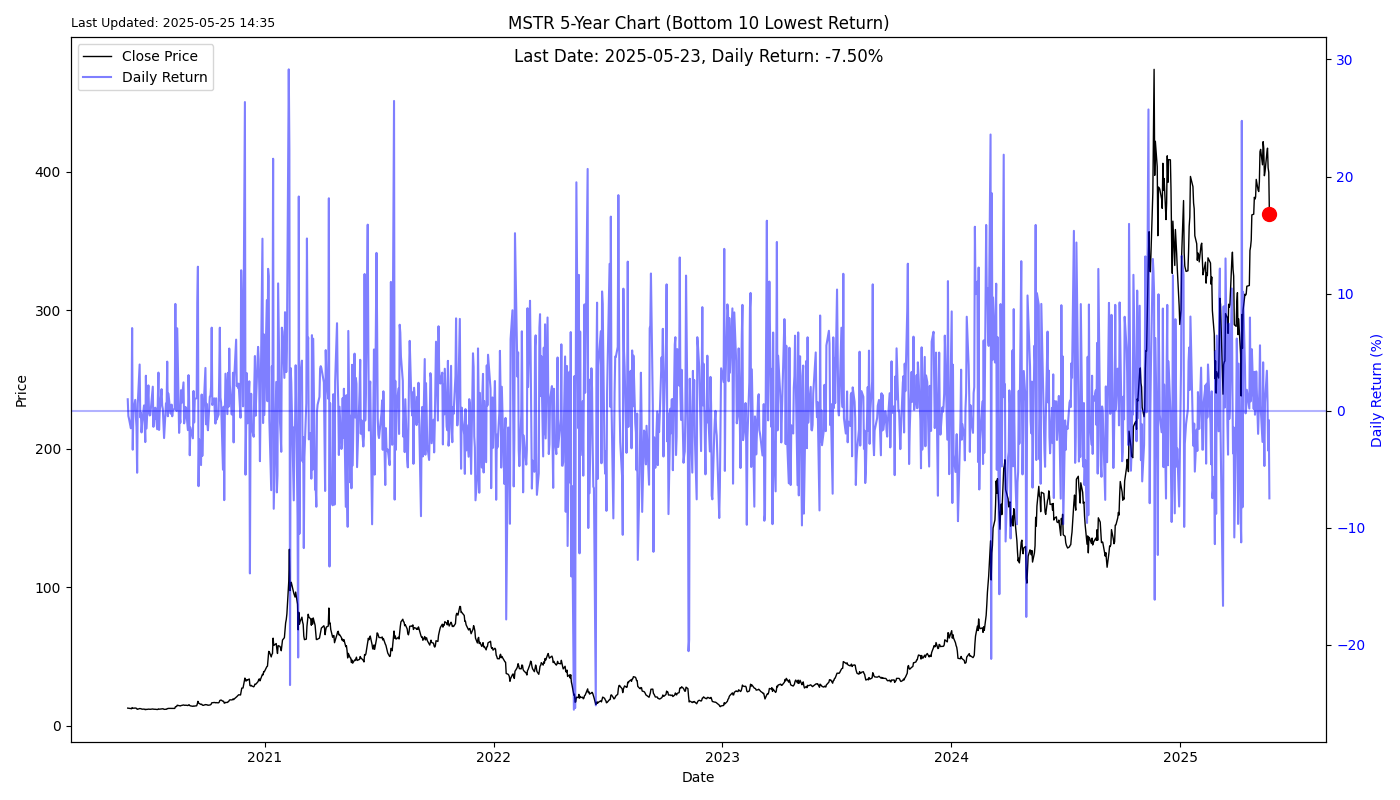 Last Updated: 2025-05-25 14:35
MSTR 5-Year Chart (Bottom 10 Lowest Return)
Last Date: 2025-05-23, Daily Return: -7.50%
Close Price
Daily Return
Price
400
300
200
100
0
30
20
10
0
−10
−20
Daily Return (%)
2021
2022
2023
2024
2025
Date